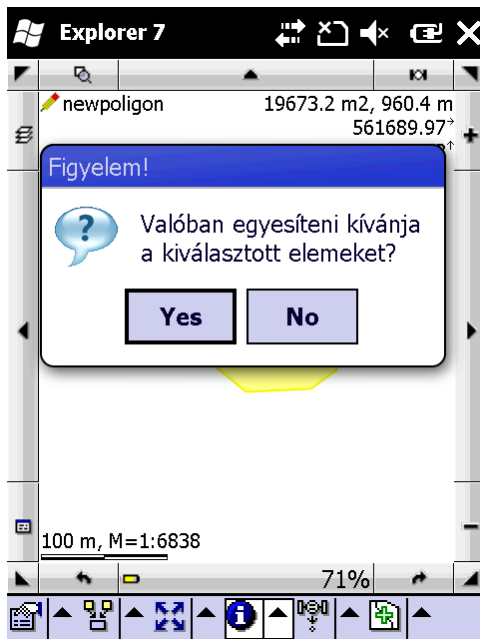 Explorer 7
newpoligon 19673.2 m2, 960.4 m
561689.97
Figyelem!
Valóban egyesíteni kívánja
a kiválasztott elemeket?
Yes No
100 m, M=1:6838
71%